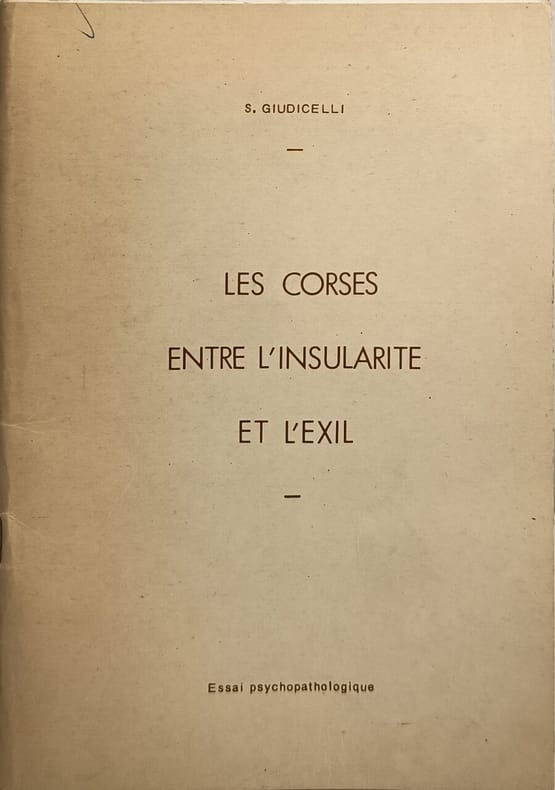 S. GIUDICELLI
LES CORSES
ENTRE L'INSULARITE
ET L'EXIL
Essai psychopathologique